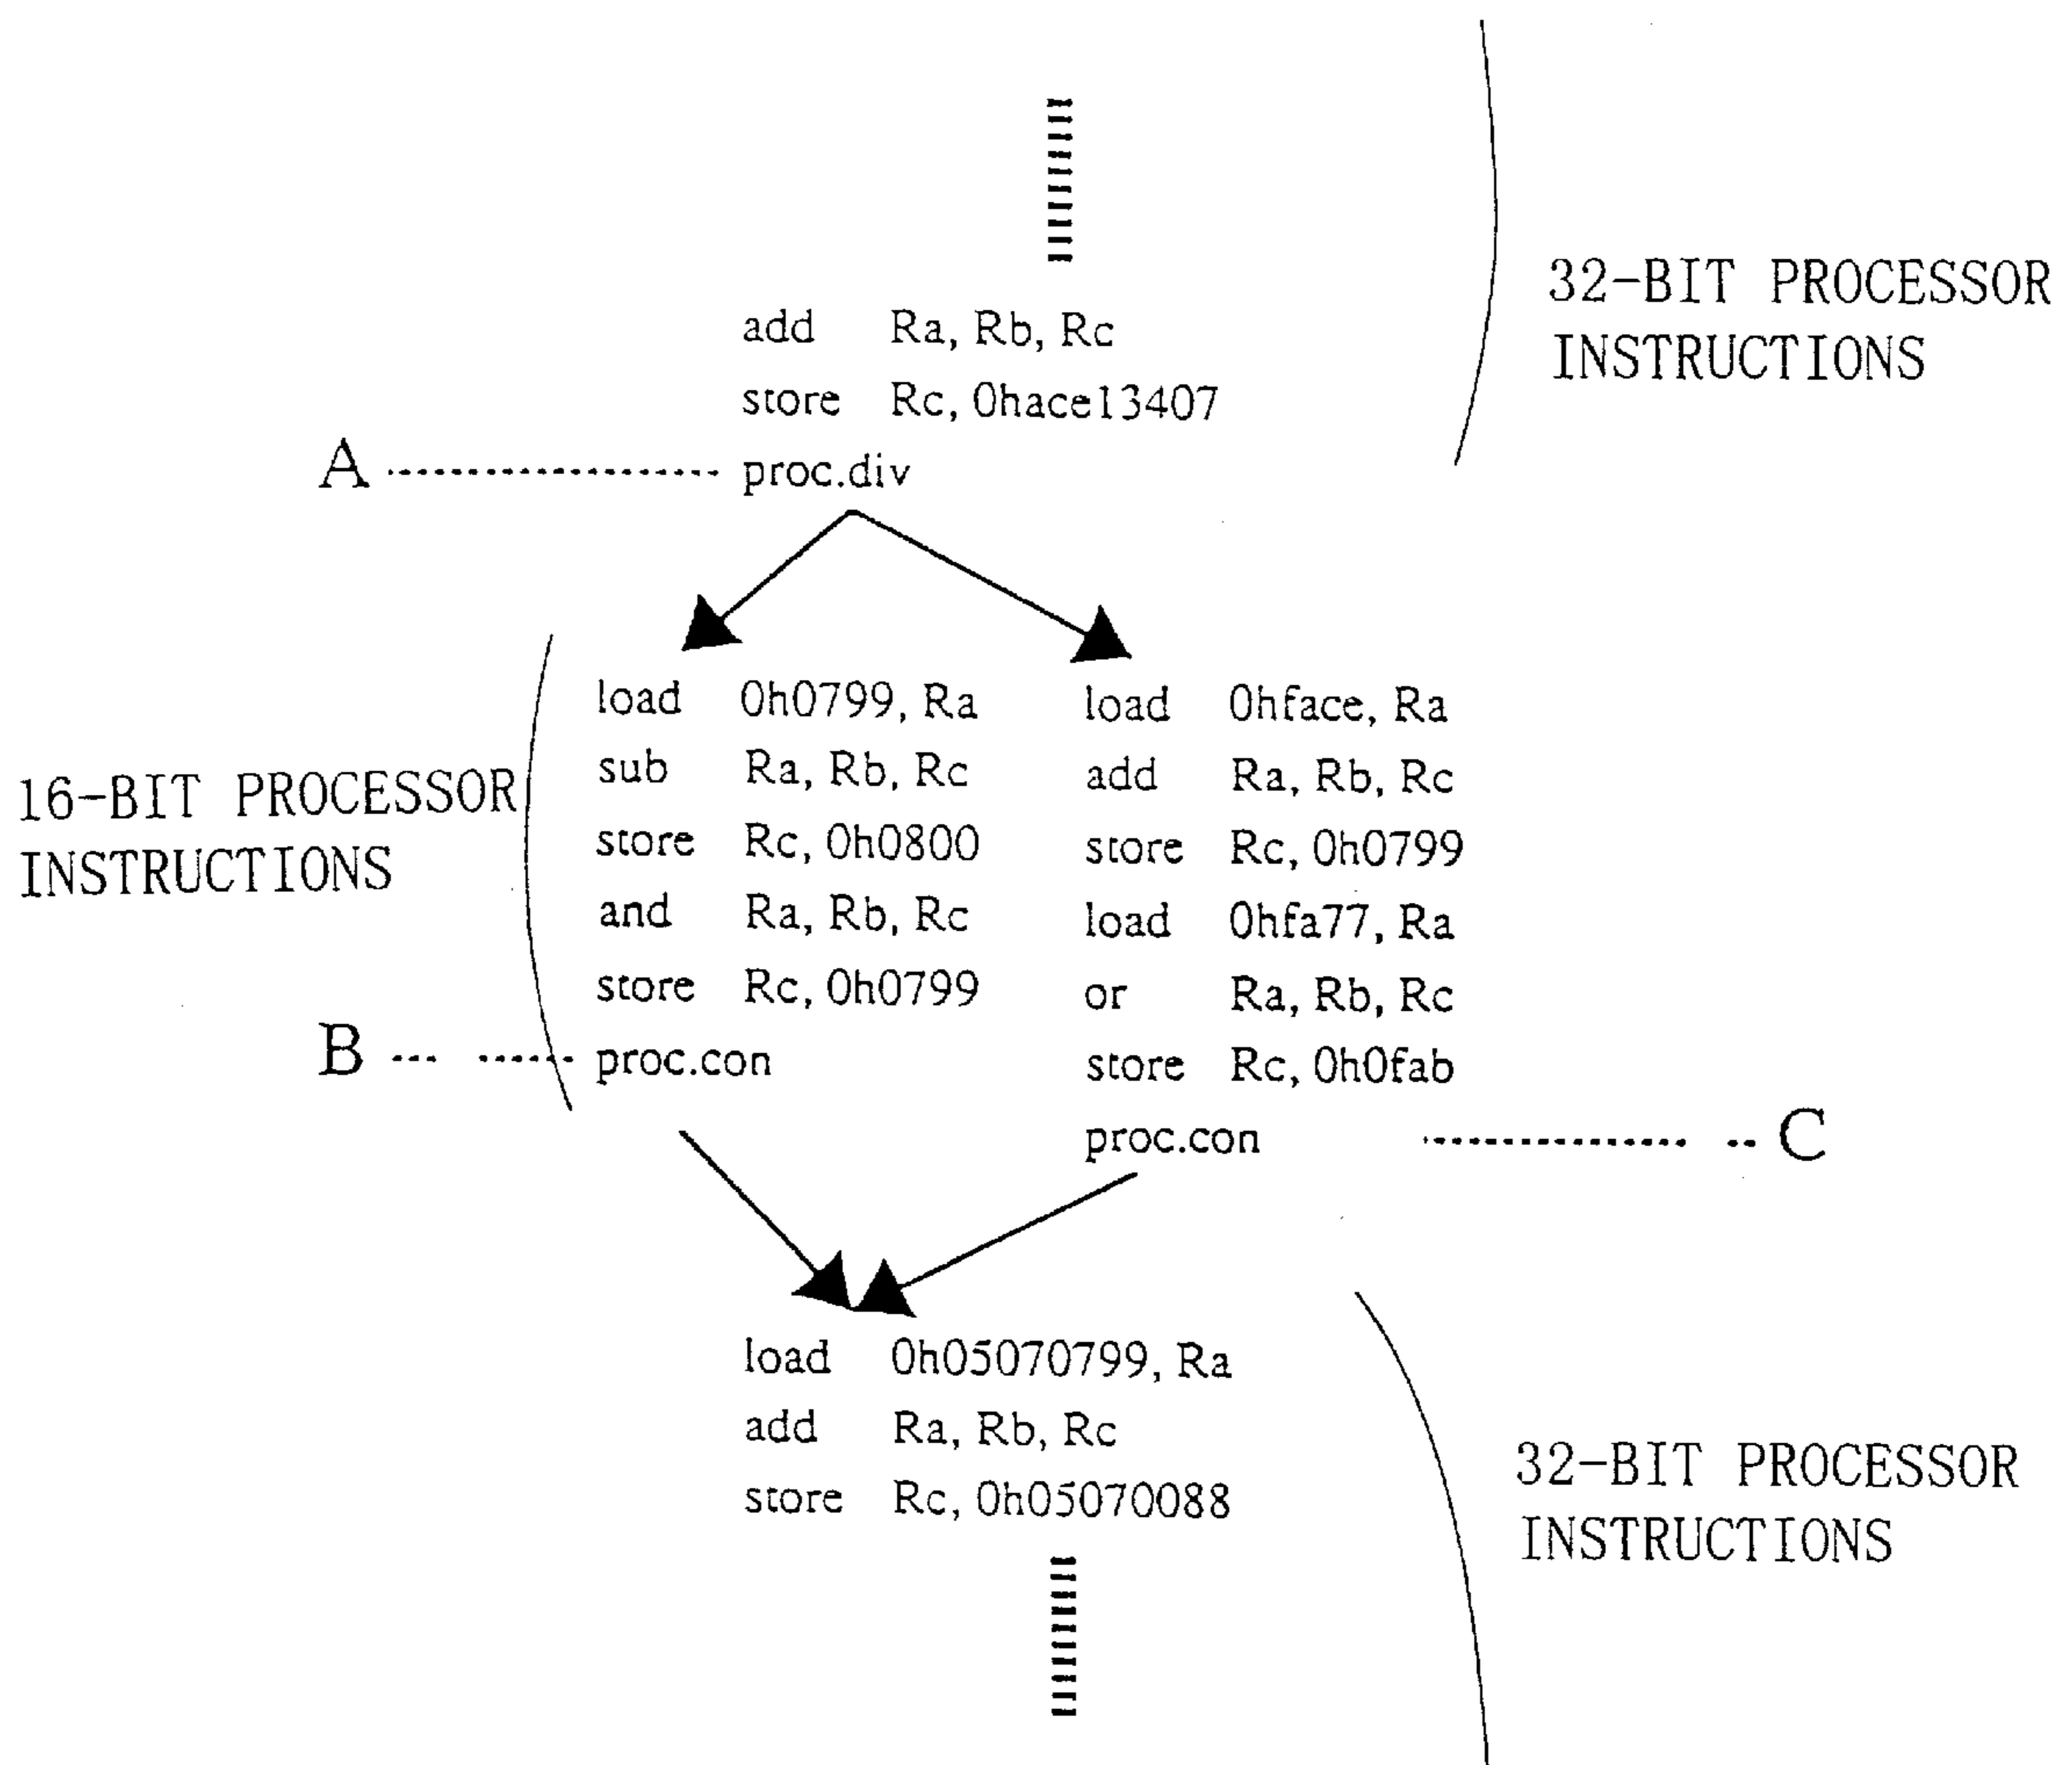 add Ra, Rb, Rc
store Rc, 0hace13407
32-BIT PROCESSOR
INSTRUCTIONS
A proc.div
load 0h0799, Ra
sub Ra, Rb, Rc
store Rc, 0h0800
and Ra, Rb, Rc
store Rc, 0h0799
B proc.con
16-BIT PROCESSOR
INSTRUCTIONS
load 0hface, Ra
add Ra, Rb, Rc
store Rc, 0h0799
load 0hfa77, Ra
or Ra, Rb, Rc
store Rc, 0h0fab
proc.con C
load 0h05070799, Ra
add Ra, Rb, Rc
store Rc, 0h05070088
32-BIT PROCESSOR
INSTRUCTIONS